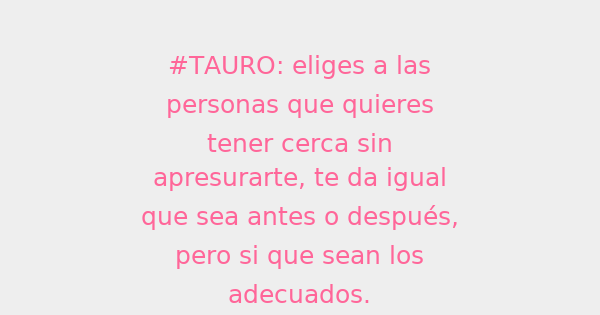 #TAURO: eliges a las
personas que quieres
tener cerca sin
apresurarte, te da igual
que sea antes o después,
pero si que sean los
adecuados.